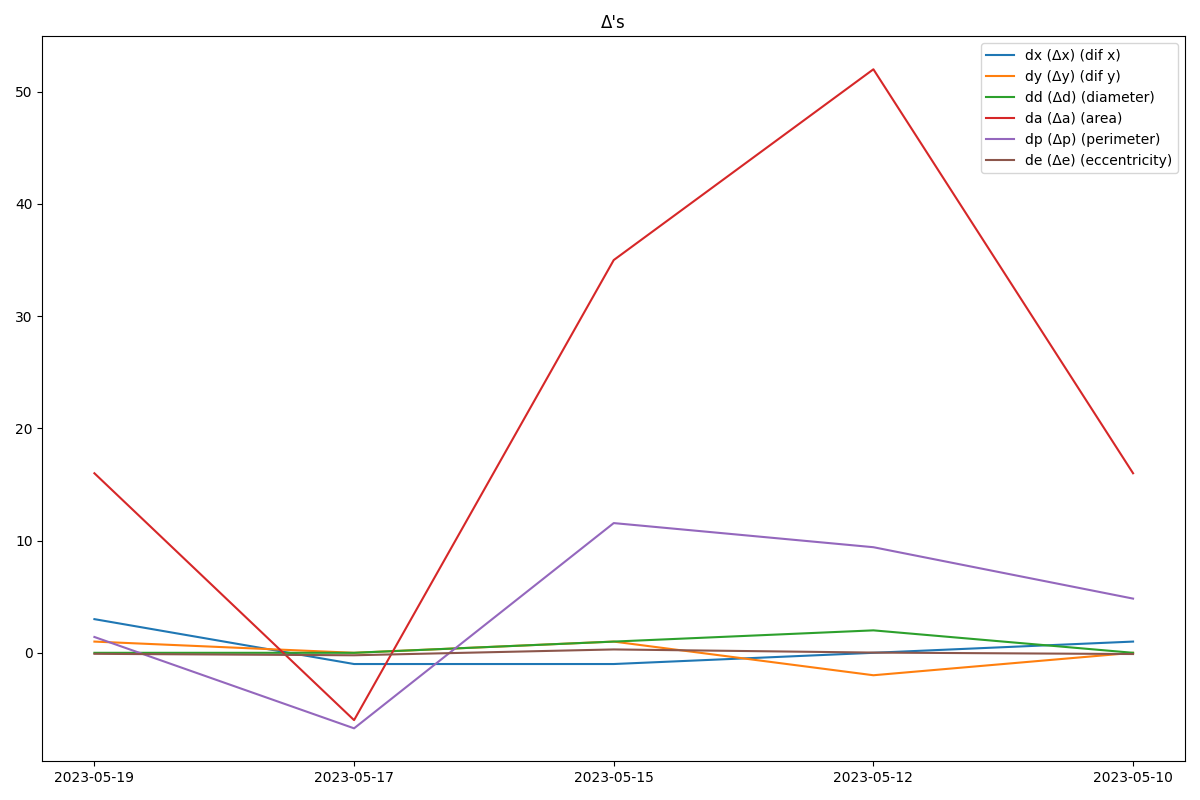 Δ's
dx (Δx) (dif x)
dy (Δy) (dif y)
dd (Δd) (diameter)
da (Δa) (area)
dp (Δp) (perimeter)
de (Δe) (eccentricity)
50
40
30
20
10
0
2023-05-19 2023-05-17 2023-05-15 2023-05-12 2023-05-10